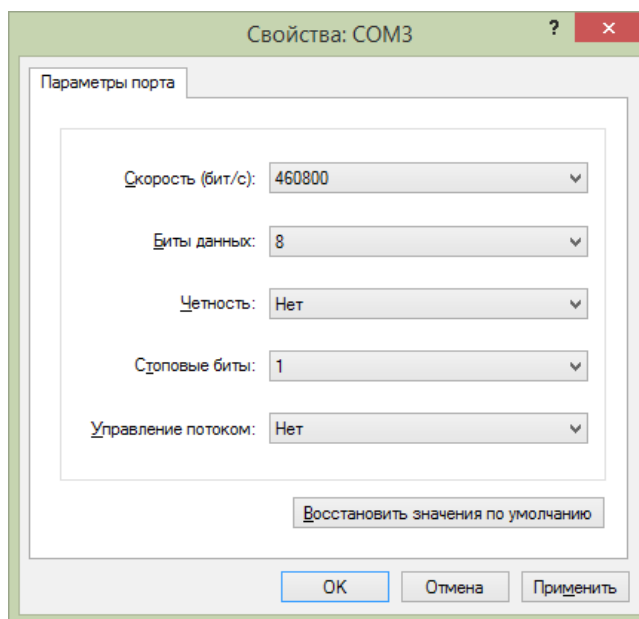 Свойства: COM3
? ×
Параметры порта
Скорость (бит/с): 460800
Биты данных: 8
Четность: Нет
Стоповые биты: 1
Управление потоком: Нет
Восстановить значения по умолчанию
OK Отмена Применить